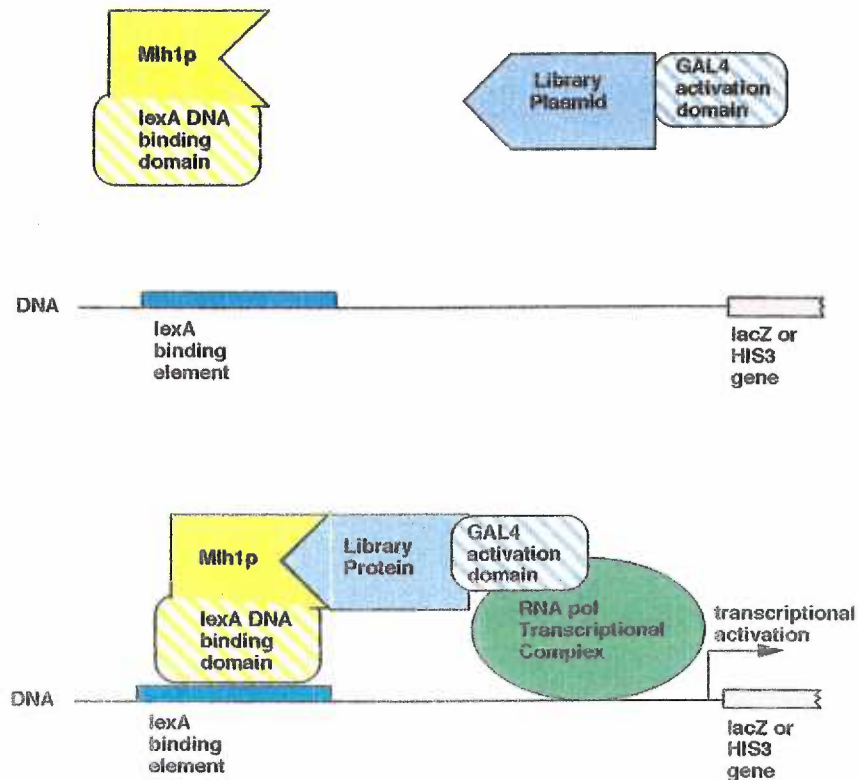 Mlh1p
lexA DNA
binding
domain
Library
Plasmid
GAL4
activation
domain
DNA
lexA
binding
element
lacZ or
HIS3
gene
Mlh1p
Library
Protein
GAL4
activation
domain
lexA DNA
binding
domain
RNA pol
Transcriptional
Complex
transcriptional
activation
DNA
lexA
binding
element
lacZ or
HIS3
gene